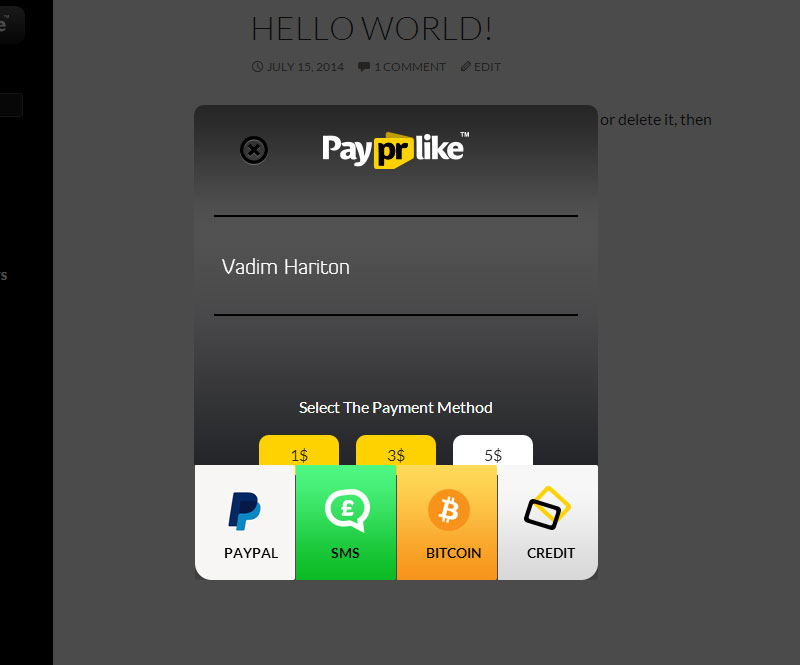 e™
HELLO WORLD!
JULY 15, 2014 1 COMMENT EDIT
or delete it, then
Payprlike™
Vadim Hariton
Select The Payment Method
1$ 3$ 5$
£
PAYPAL SMS BITCOIN CREDIT